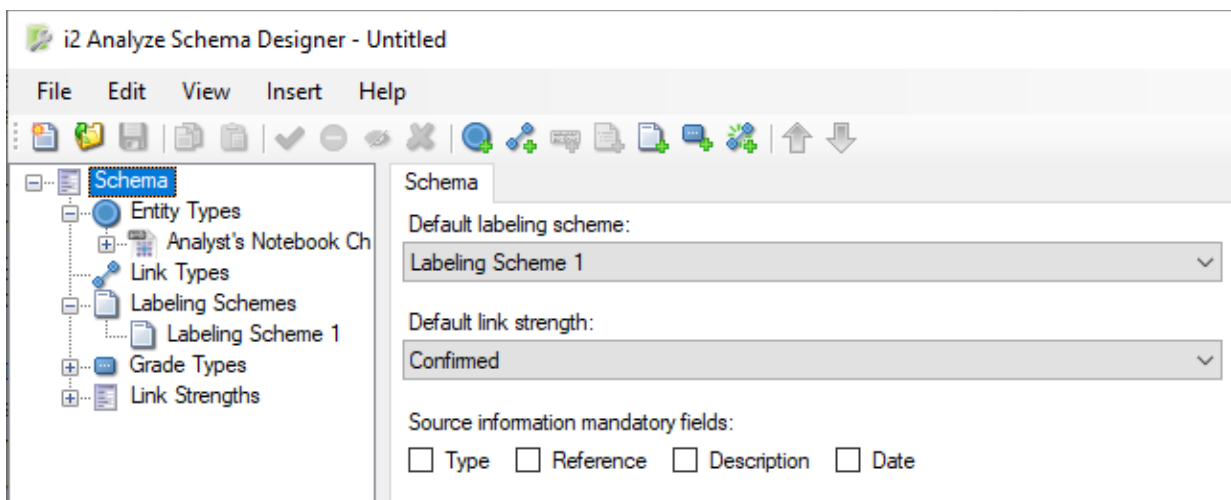 i2 Analyze Schema Designer - Untitled
File Edit View Insert Help
Schema
Entity Types
Analyst's Notebook Ch
Link Types
Labeling Schemes
Labeling Scheme 1
Grade Types
Link Strengths
Schema
Default labeling scheme:
Labeling Scheme 1
Default link strength:
Confirmed
Source information mandatory fields:
Type Reference Description Date